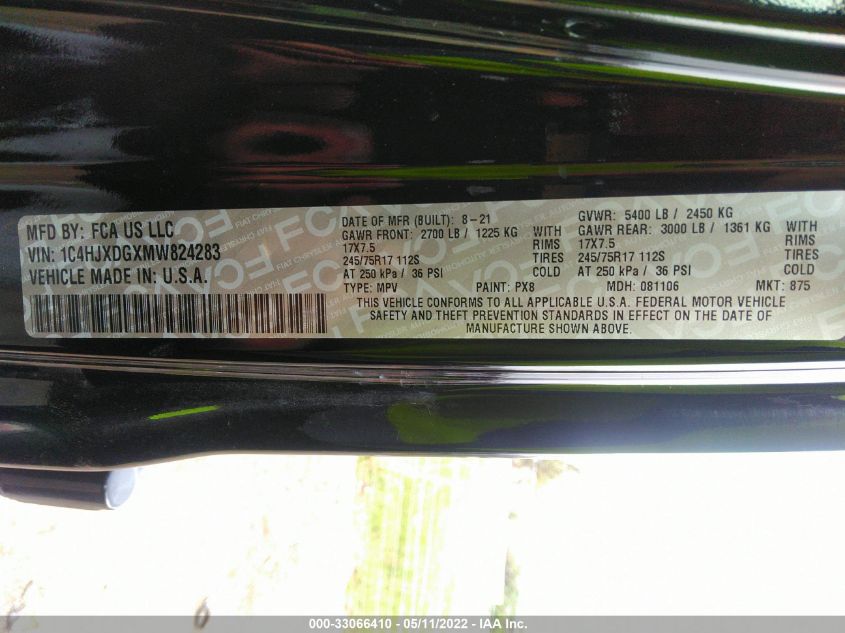 MFD BY: FCA US LLC
VIN: 1C4HJXDGXMW824283
VEHICLE MADE IN: U.S.A.
DATE OF MFR (BUILT): 8-21
GVWR: 5400 LB / 2450 KG
GAWR FRONT: 2700 LB / 1225 KG WITH
GAWR REAR: 3000 LB / 1361 KG WITH
17X7.5 RIMS
17X7.5 RIMS
245/75R17 112S TIRES
245/75R17 112S TIRES
AT 250 kPa / 36 PSI COLD
AT 250 kPa / 36 PSI COLD
TYPE: MPV PAINT: PX8 MDH: 081106 MKT: 875
THIS VEHICLE CONFORMS TO ALL APPLICABLE U.S.A. FEDERAL MOTOR VEHICLE
SAFETY AND THEFT PREVENTION STANDARDS IN EFFECT ON THE DATE OF
MANUFACTURE SHOWN ABOVE.
000-33066410 - 05/11/2022 - IAA Inc.